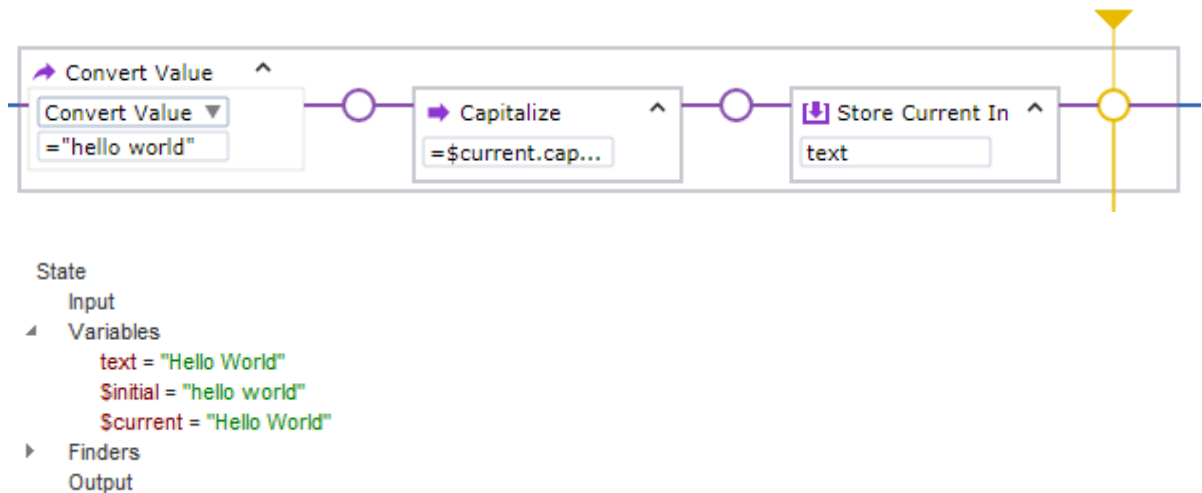 Convert Value
Convert Value
="hello world"
Capitalize
=$current.cap...
Store Current In
text
State
Input
Variables
text = "Hello World"
$initial = "hello world"
$current = "Hello World"
Finders
Output